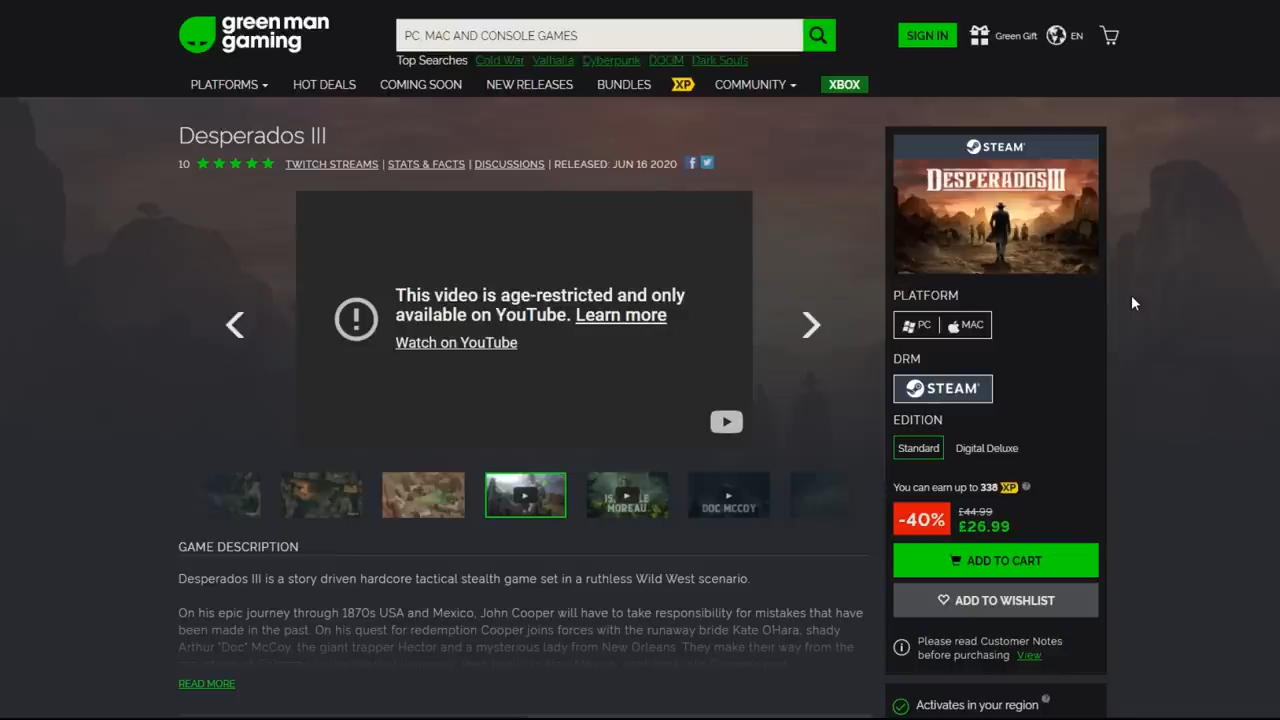 green man
gaming
PC, MAC AND CONSOLE GAMES
SIGN IN
Green Gift
EN
Top Searches Cold War Valhalla Cyberpunk DOOM Dark Souls
PLATFORMS
HOT DEALS
COMING SOON
NEW RELEASES
BUNDLES
XP
COMMUNITY
XBOX
Desperados III
10
TWITCH STREAMS | STATS & FACTS | DISCUSSIONS | RELEASED: JUN 16 2020
This video is age-restricted and only
available on YouTube. Learn more
Watch on YouTube
DOC MCCOY
MOREAU
GAME DESCRIPTION
Desperados III is a story driven hardcore tactical stealth game set in a ruthless Wild West scenario.
On his epic journey through 1870s USA and Mexico, John Cooper will have to take responsibility for mistakes that have
been made in the past. On his quest for redemption Cooper joins forces with the runaway bride Kate O'Hara, shady
Arthur "Doc" McCoy, the giant trapper Hector and a mysterious lady from New Orleans. They make their way from the
READ MORE
STEAM
DESPERADOS III
PLATFORM
PC
MAC
DRM
STEAM
EDITION
Standard
Digital Deluxe
You can earn up to 338 XP
-40%
£44.99
£26.99
ADD TO CART
ADD TO WISHLIST
Please read Customer Notes
before purchasing View
Activates in your region